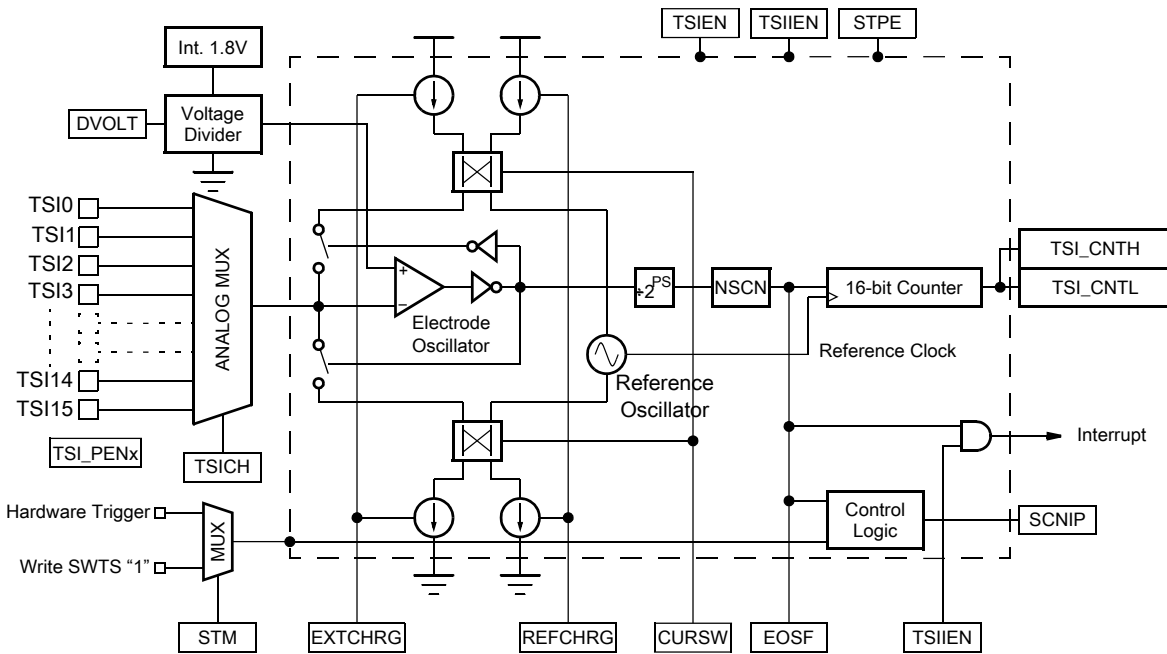 TSIEN
TSIIEN
STPE
Int. 1.8V
DVOLT
Voltage
Divider
TSI0
TSI1
TSI2
TSI3
TSI14
TSI15
ANALOG MUX
TSI_PENx
TSICH
+
−
Electrode
Oscillator
÷2PS
NSCN
16-bit Counter
TSI_CNTH
TSI_CNTL
Reference Clock
Reference
Oscillator
Interrupt
Hardware Trigger
Write SWTS “1”
MUX
Control
Logic
SCNIP
STM
EXTCHRG
REFCHRG
CURSW
EOSF
TSIIEN